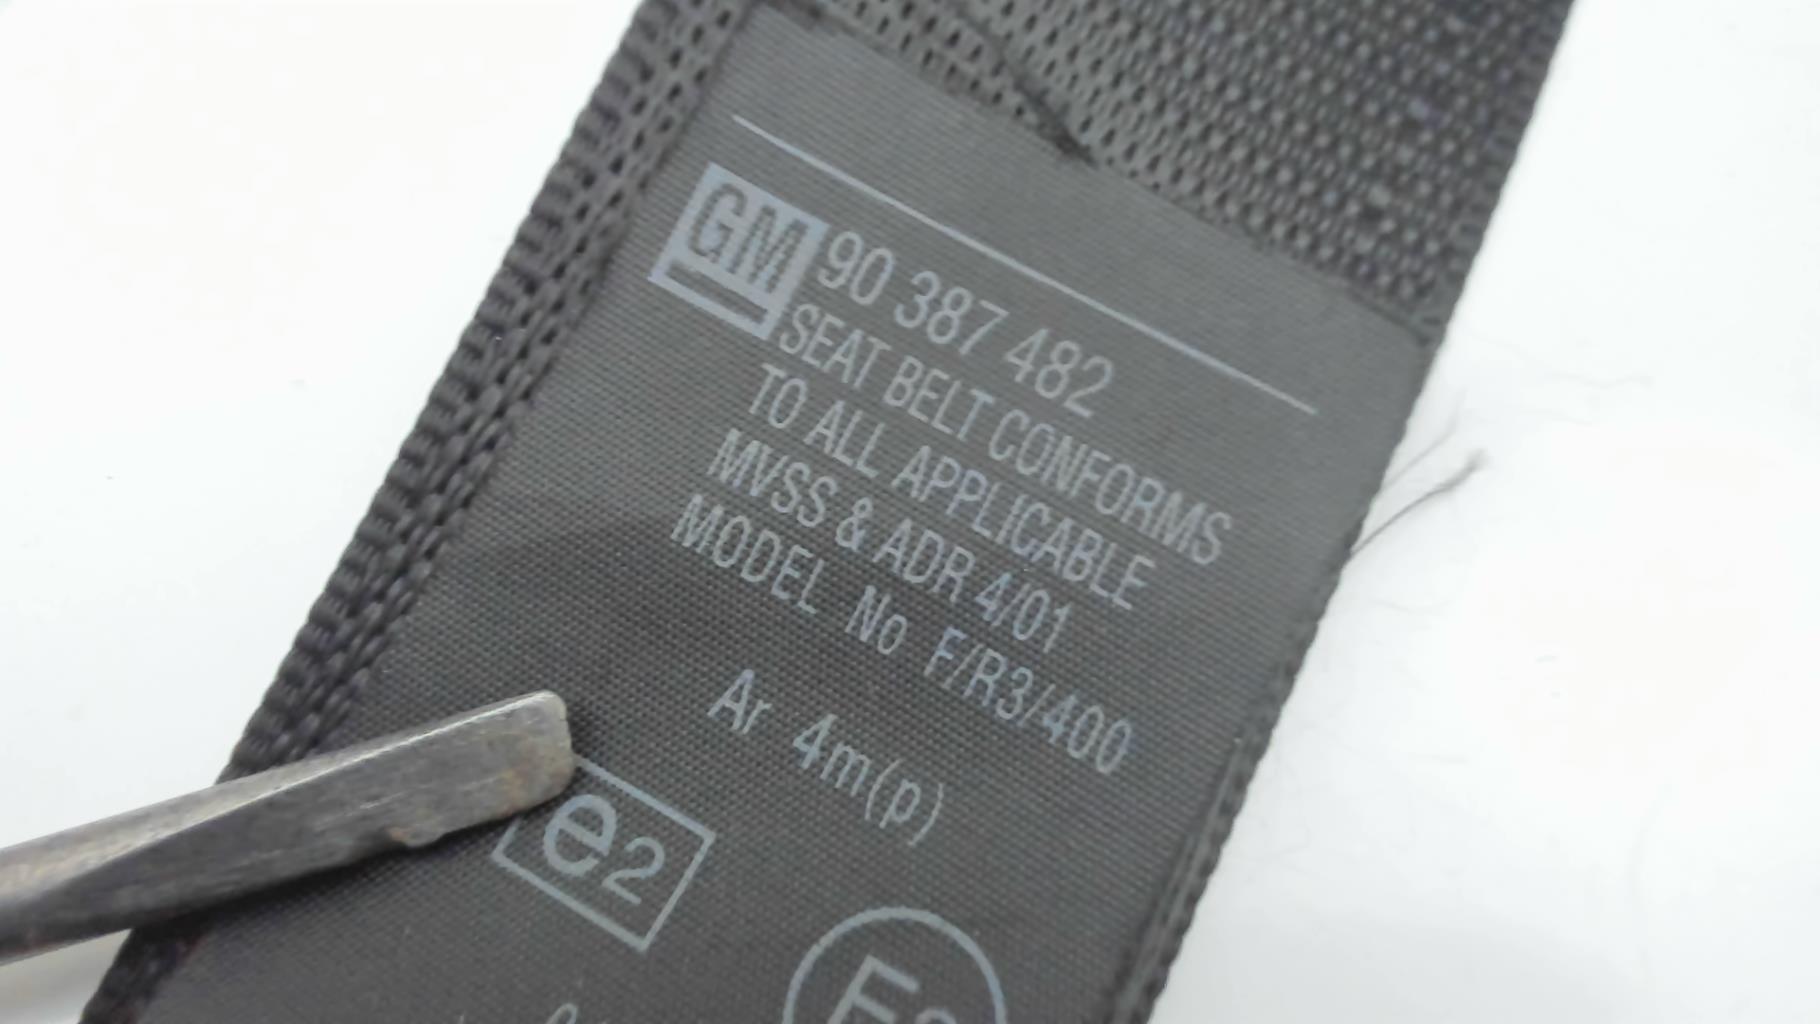 GM 90 387 482
SEAT BELT CONFORMS
TO ALL APPLICABLE
MVSS & ADR 4/01
MODEL No F/R3/400
Ar 4m(p)
e2